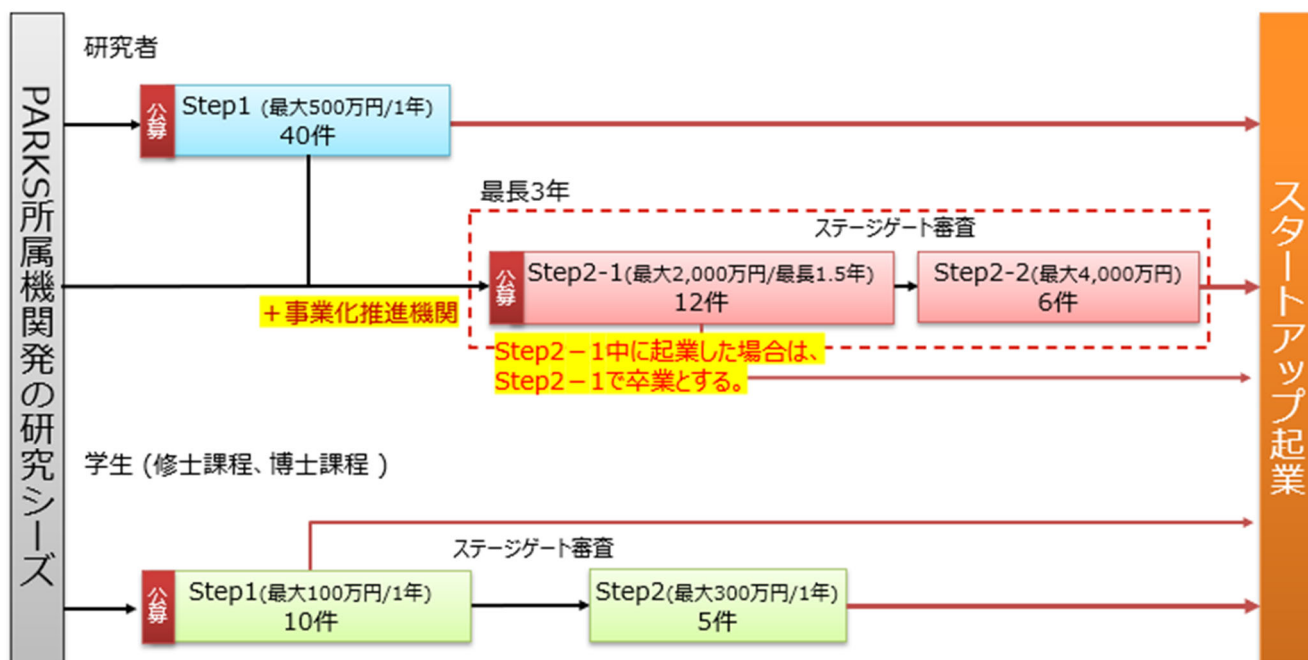 PARKS所属機関発の研究シーズ
研究者
公募
Step1 (最大500万円/1年)
40件
最長3年
ステージゲート審査
公募
Step2-1(最大2,000万円/最長1.5年)
12件
Step2-2(最大4,000万円)
6件
＋事業化推進機関
Step2－1中に起業した場合は、
Step2－1で卒業とする。
学生 (修士課程、博士課程 )
ステージゲート審査
公募
Step1(最大100万円/1年)
10件
Step2(最大300万円/1年)
5件
スタートアップ起業